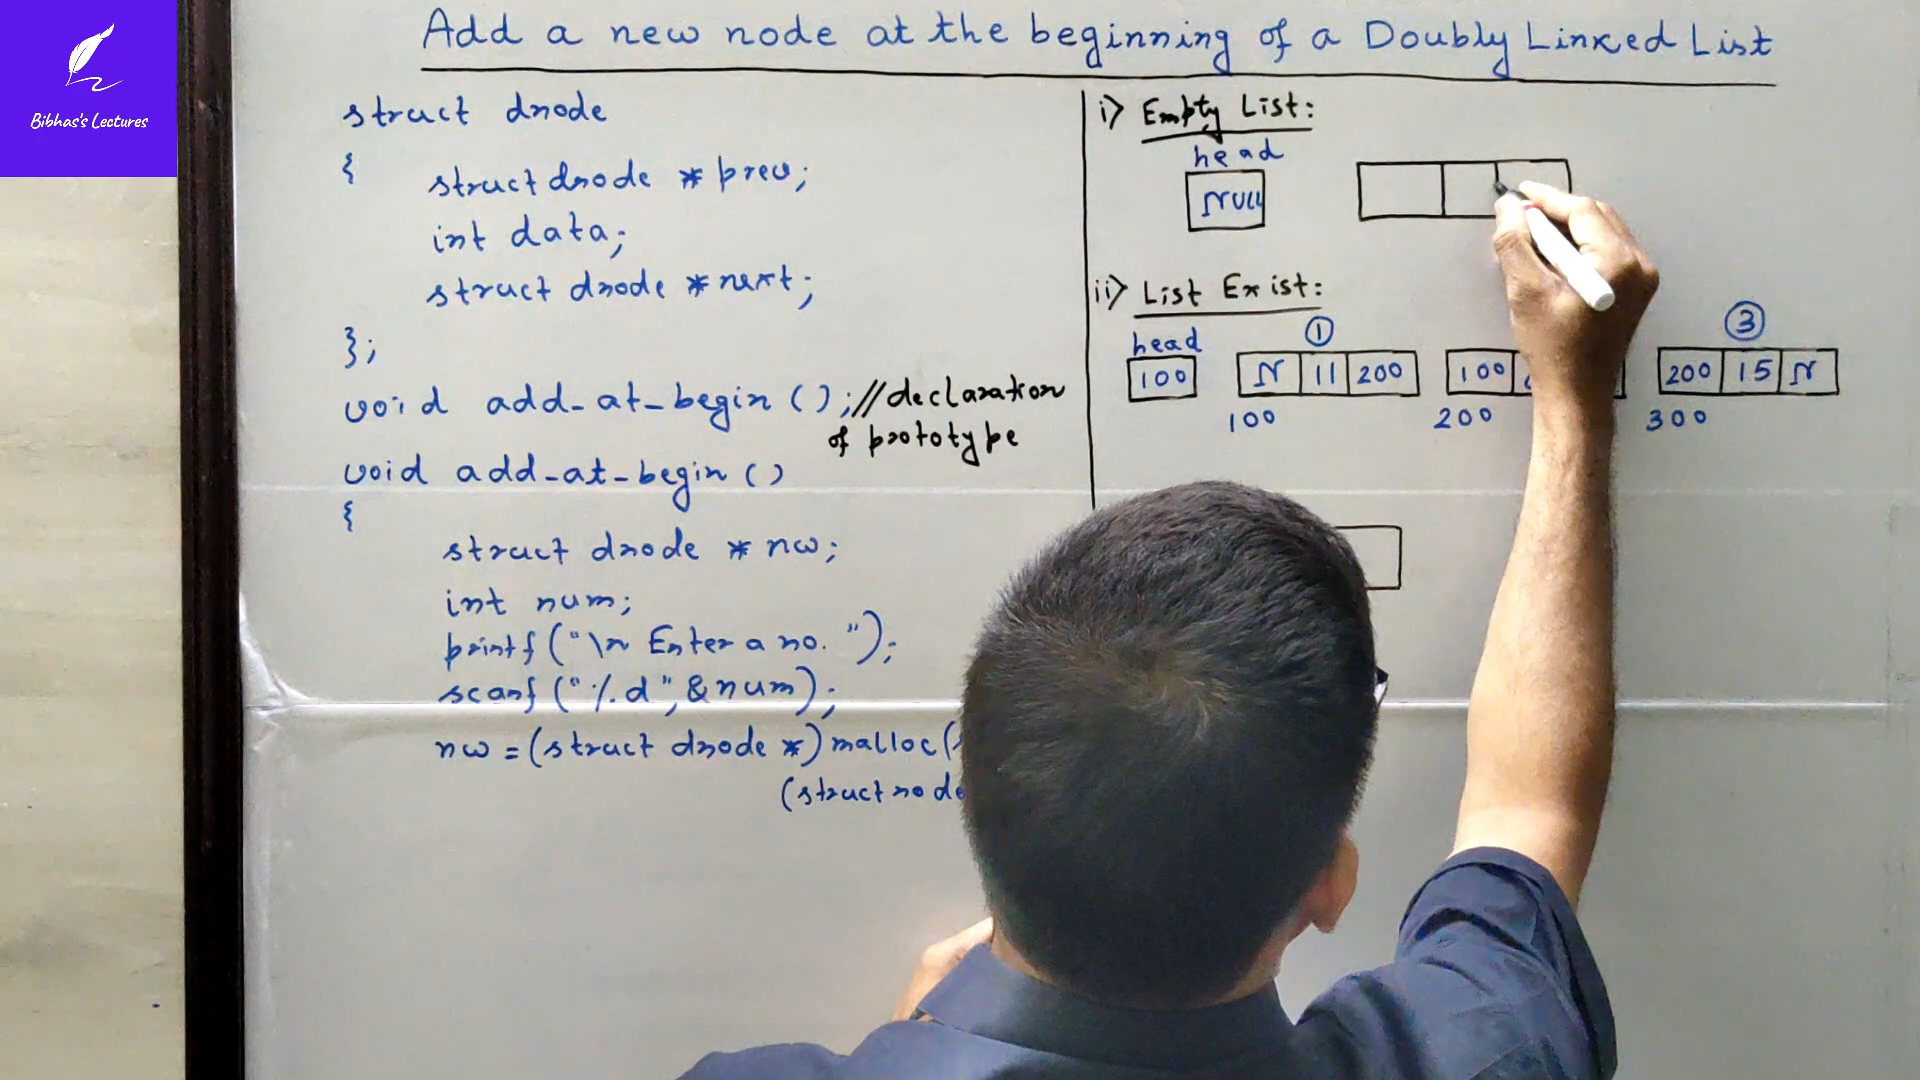 Bibhas's Lectures
Add a new node at the beginning of a Doubly Linked List
struct dnode
{ struct dnode * prev;
int data;
struct dnode * next;
};
void add_at_begin ( ); // declaration
of prototype
void add_at_begin ( )
{
struct dnode * nw;
int num;
printf ("\n Enter a no. ");
scanf ("%d", &num);
nw = (struct dnode *) malloc (
(struct node
i) Empty List:
head
NULL
ii) List Exist:
head
100
1
N 11 200
100
100
200
3
200 15 N
300